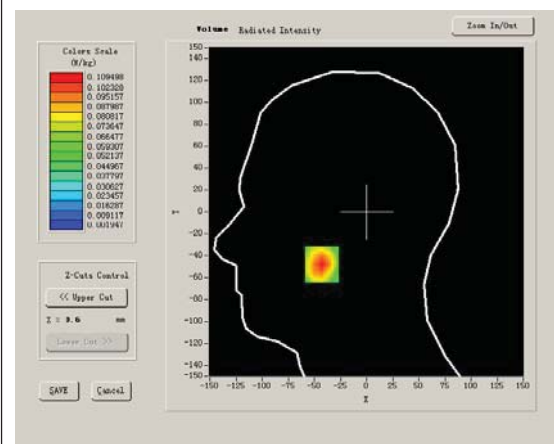 Volume Radiated Intensity
Zoom In/Out
Colors Scale
(W/kg)
0.109498
0.102328
0.095157
0.087987
0.080817
0.073647
0.066477
0.059307
0.052137
0.044967
0.037797
0.030627
0.023457
0.016287
0.009117
0.001947
150
140
120
100
80
60
40
20
0
-20
-40
-60
-80
-100
-120
-140
-150
Y
-150 -125 -100 -75 -50 -25 0 25 50 75 100 125 150
X
Z-Cuts Control
<< Upper Cut
mm
Lower Cut >>
SAVE Cancel